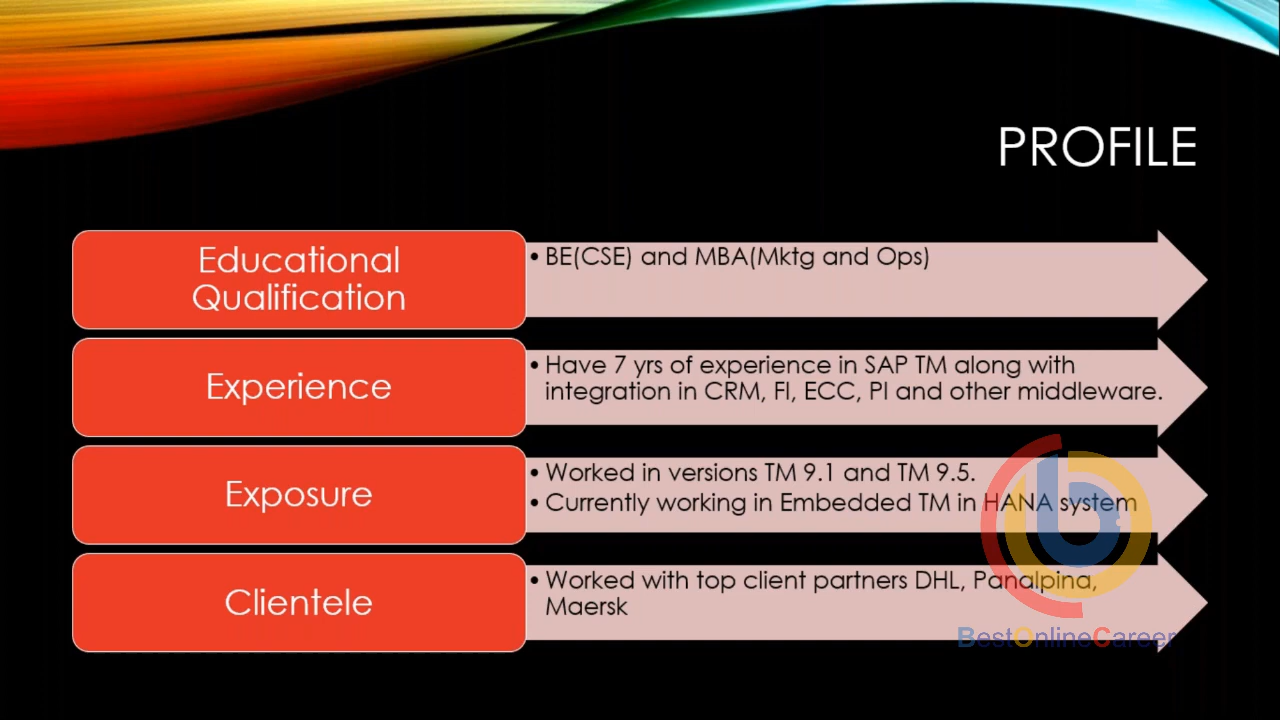 PROFILE
Educational
Qualification
• BE(CSE) and MBA(Mktg and Ops)
Experience
• Have 7 yrs of experience in SAP TM along with
integration in CRM, FI, ECC, PI and other middleware.
Exposure
• Worked in versions TM 9.1 and TM 9.5.
• Currently working in Embedded TM in HANA system
Clientele
• Worked with top client partners DHL, Panalpina,
Maersk
BestOnlineCareer